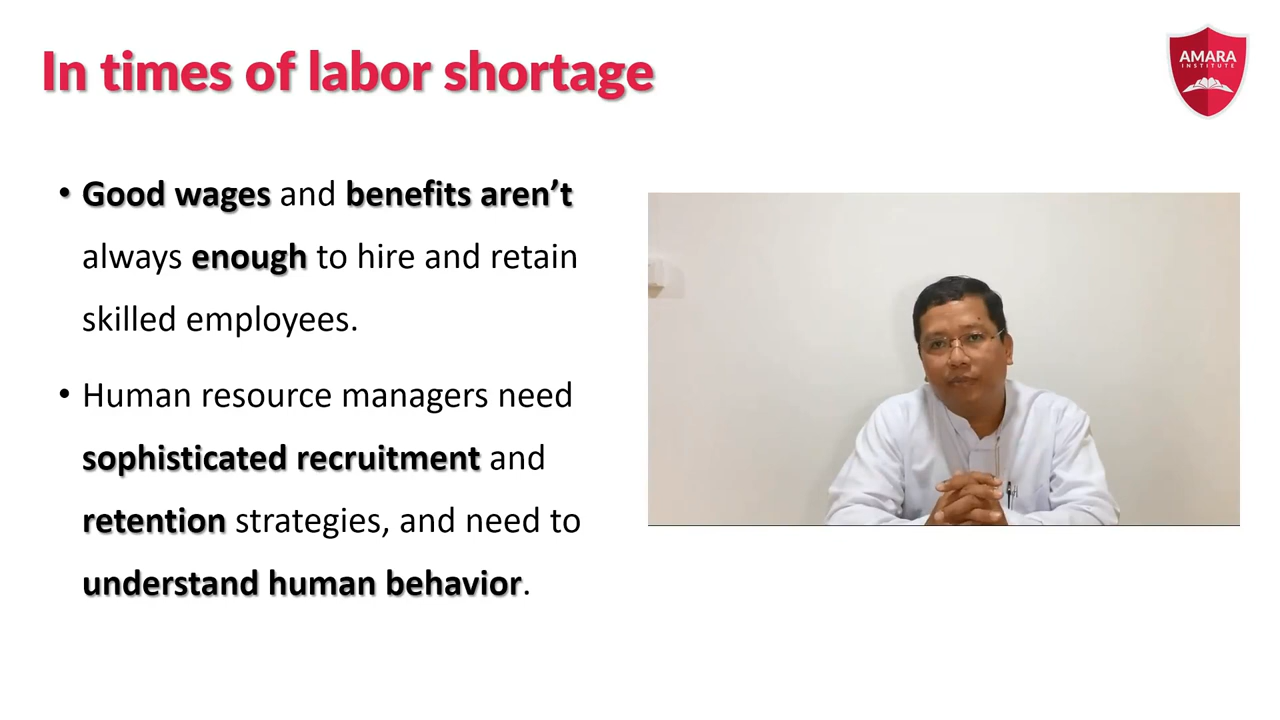 In times of labor shortage
AMARA
INSTITUTE
• Good wages and benefits aren’t
always enough to hire and retain
skilled employees.
• Human resource managers need
sophisticated recruitment and
retention strategies, and need to
understand human behavior.